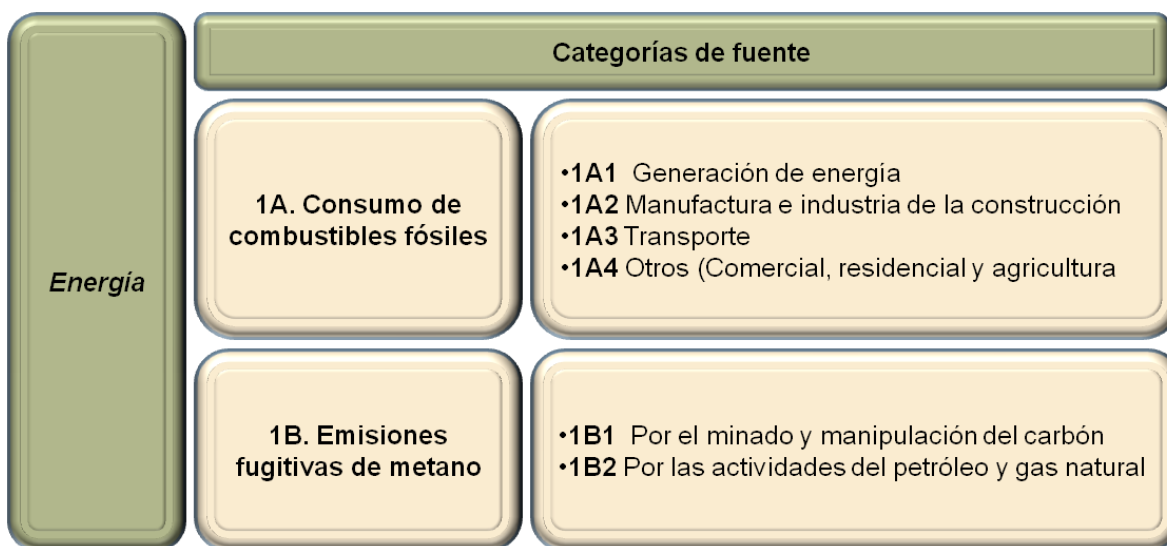 Categorías de fuente
Energía
1A. Consumo de
combustibles fósiles
•1A1 Generación de energía
•1A2 Manufactura e industria de la construcción
•1A3 Transporte
•1A4 Otros (Comercial, residencial y agricultura
1B. Emisiones
fugitivas de metano
•1B1 Por el minado y manipulación del carbón
•1B2 Por las actividades del petróleo y gas natural